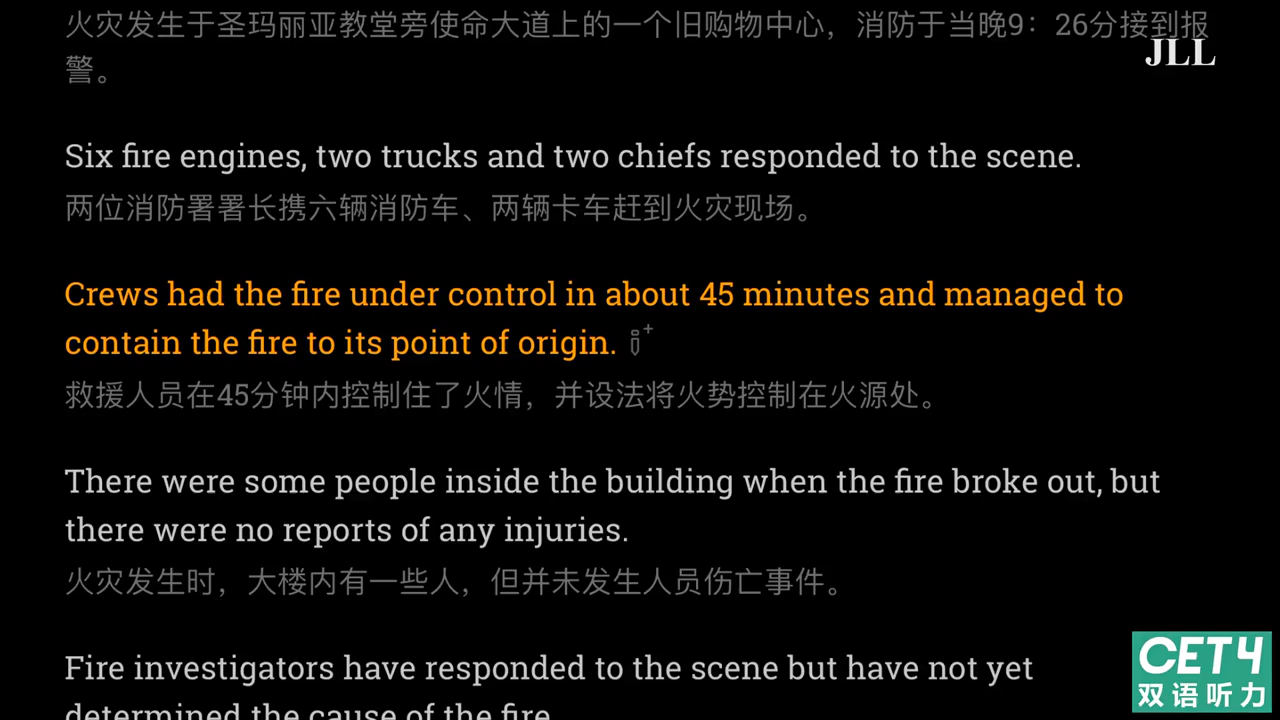 火灾发生于圣玛丽亚教堂旁使命大道上的一个旧购物中心，消防于当晚9：26分接到报
警。
JLL
Six fire engines, two trucks and two chiefs responded to the scene.
两位消防署署长携六辆消防车、两辆卡车赶到火灾现场。
Crews had the fire under control in about 45 minutes and managed to
contain the fire to its point of origin.
救援人员在45分钟内控制住了火情，并设法将火势控制在火源处。
There were some people inside the building when the fire broke out, but
there were no reports of any injuries.
火灾发生时，大楼内有一些人，但并未发生人员伤亡事件。
Fire investigators have responded to the scene but have not yet
determined the cause of the fire.
CET4
双语听力